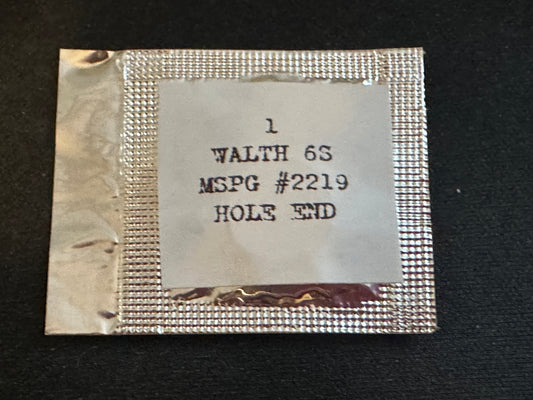 1
WALTH 6S
MSPG #2219
HOLE END